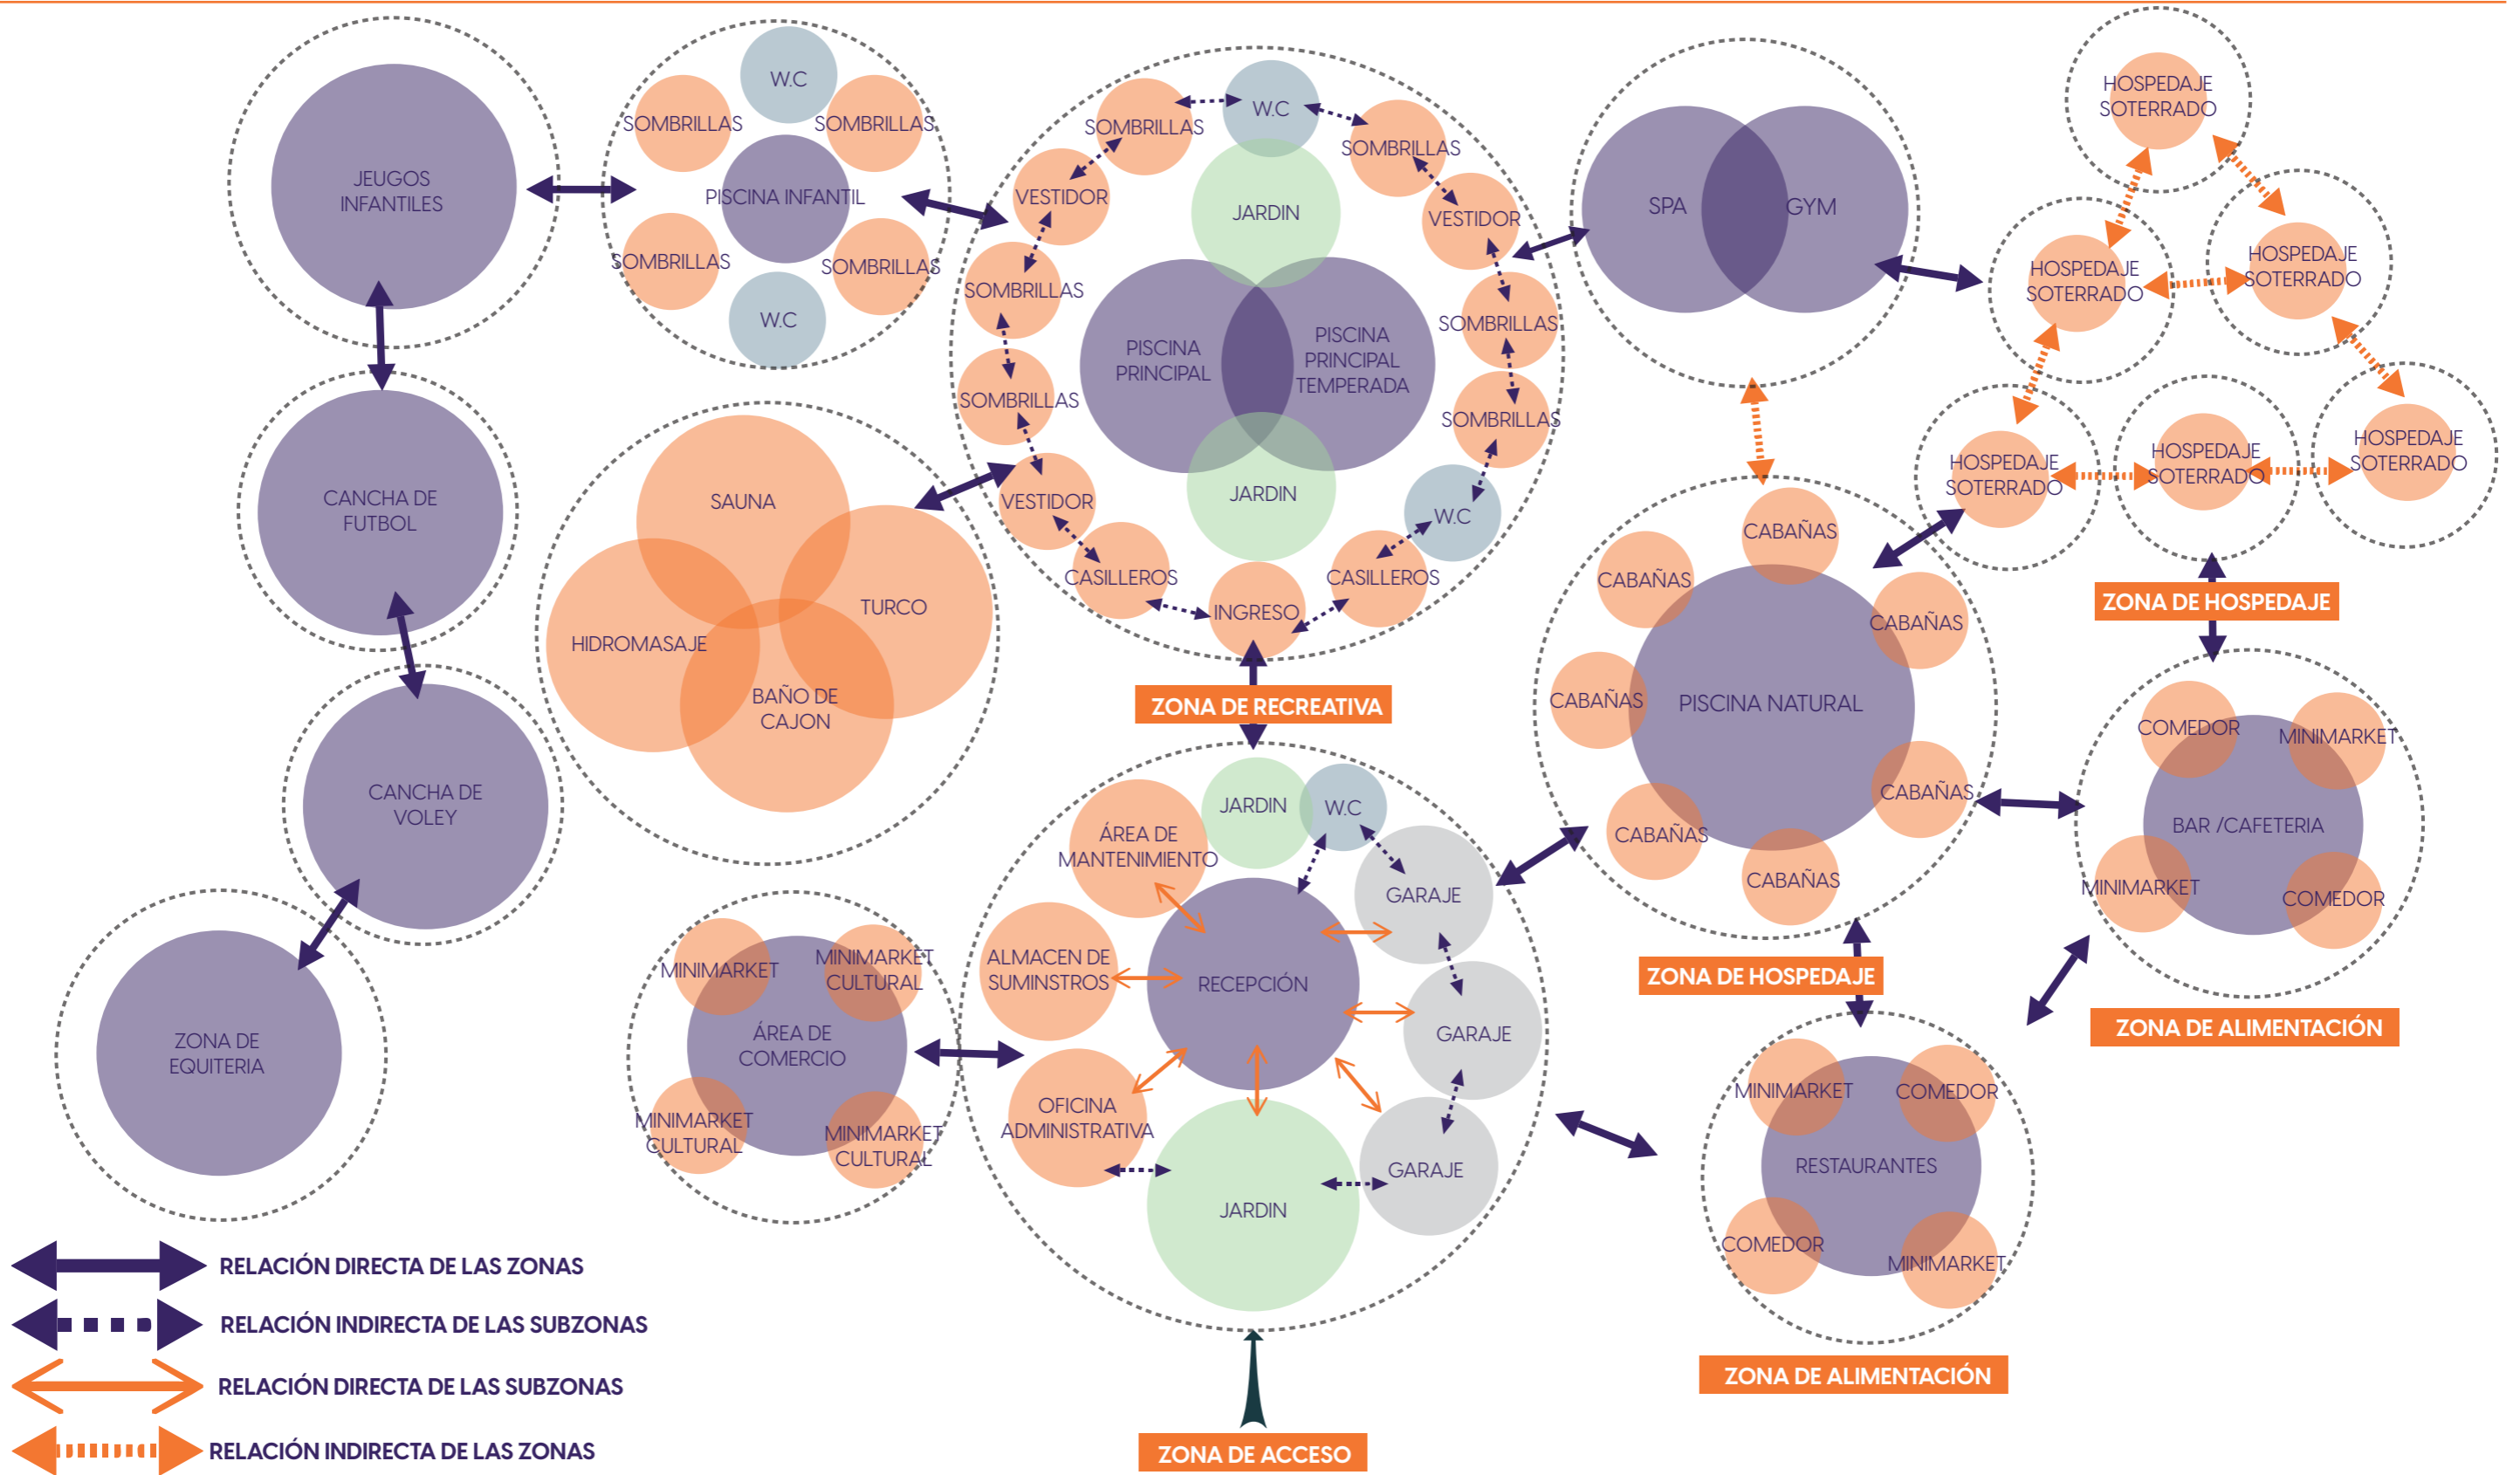 JEUGOS
INFANTILES
W.C
SOMBRILLAS
SOMBRILLAS
PISCINA INFANTIL
SOMBRILLAS
SOMBRILLAS
W.C
W.C
SOMBRILLAS
SOMBRILLAS
VESTIDOR
VESTIDOR
JARDIN
SOMBRILLAS
SOMBRILLAS
PISCINA
PRINCIPAL
PISCINA
PRINCIPAL
TEMPERADA
SOMBRILLAS
SOMBRILLAS
VESTIDOR
JARDIN
W.C
CASILLEROS
CASILLEROS
INGRESO
SPA
GYM
HOSPEDAJE
SOTERRADO
HOSPEDAJE
SOTERRADO
HOSPEDAJE
SOTERRADO
HOSPEDAJE
SOTERRADO
HOSPEDAJE
SOTERRADO
HOSPEDAJE
SOTERRADO
ZONA DE HOSPEDAJE
CANCHA DE
FUTBOL
SAUNA
TURCO
HIDROMASAJE
BAÑO DE
CAJON
ZONA DE RECREATIVA
CABAÑAS
CABAÑAS
CABAÑAS
CABAÑAS
PISCINA NATURAL
CABAÑAS
CABAÑAS
CABAÑAS
COMEDOR
MINIMARKET
BAR /CAFETERIA
MINIMARKET
COMEDOR
ZONA DE ALIMENTACIÓN
CANCHA DE
VOLEY
JARDIN
W.C
ÁREA DE
MANTENIMIENTO
GARAJE
ALMACEN DE
SUMINSTROS
RECEPCIÓN
GARAJE
OFICINA
ADMINISTRATIVA
GARAJE
JARDIN
ZONA DE HOSPEDAJE
ZONA DE
EQUITERIA
MINIMARKET
MINIMARKET
CULTURAL
ÁREA DE
COMERCIO
MINIMARKET
CULTURAL
MINIMARKET
CULTURAL
MINIMARKET
COMEDOR
RESTAURANTES
COMEDOR
MINIMARKET
ZONA DE ALIMENTACIÓN
RELACIÓN DIRECTA DE LAS ZONAS
RELACIÓN INDIRECTA DE LAS SUBZONAS
RELACIÓN DIRECTA DE LAS SUBZONAS
RELACIÓN INDIRECTA DE LAS ZONAS
ZONA DE ACCESO